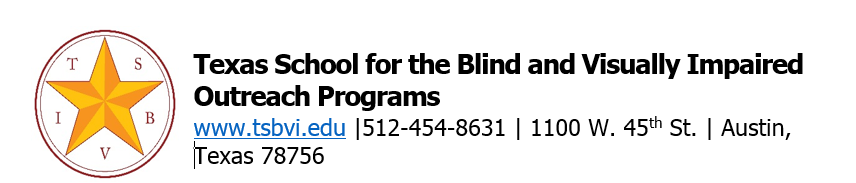 T S
I B
V
Texas School for the Blind and Visually Impaired
Outreach Programs
www.tsbvi.edu |512-454-8631 | 1100 W. 45th St. | Austin,
Texas 78756